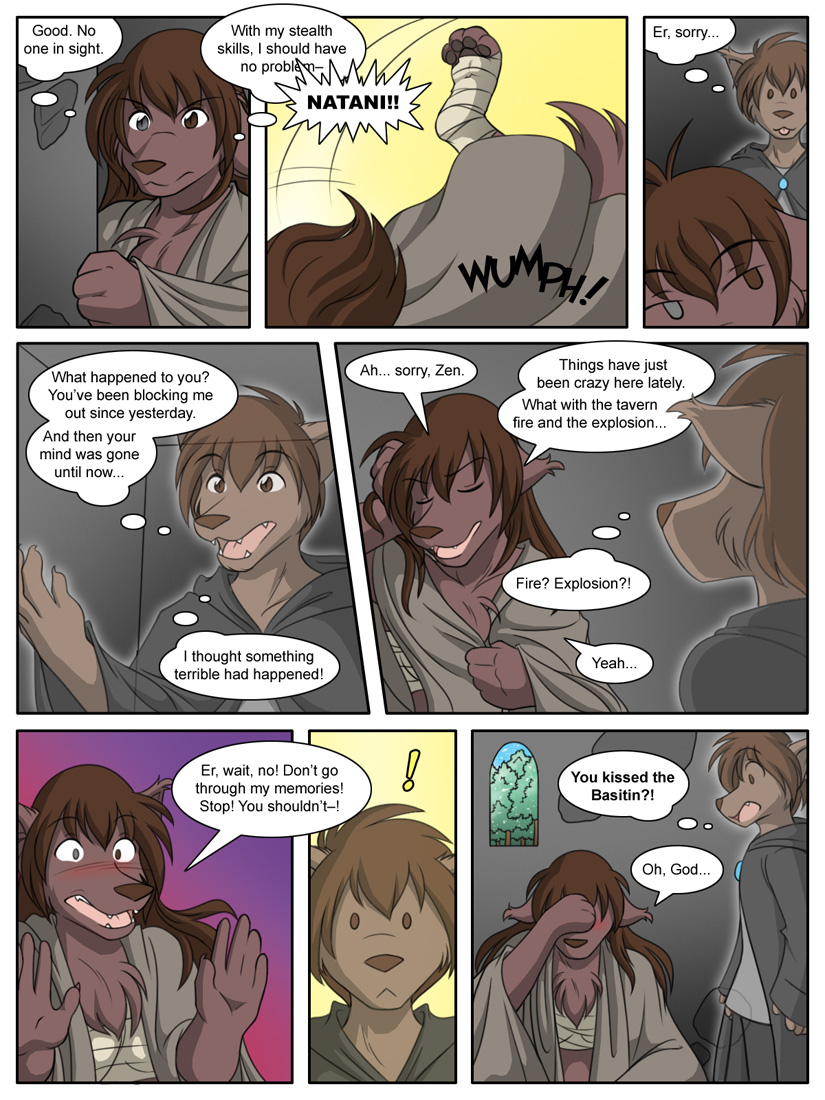 Good. No
one in sight.
With my stealth
skills, I should have
no problem–
NATANI!!
WUMPH!
Er, sorry...
What happened to you?
You've been blocking me
out since yesterday.
And then your
mind was gone
until now...
I thought something
terrible had happened!
Ah... sorry, Zen.
Things have just
been crazy here lately.
What with the tavern
fire and the explosion...
Fire? Explosion?!
Yeah...
Er, wait, no! Don't go
through my memories!
Stop! You shouldn't–!
!
You kissed the
Basitin?!
Oh, God...